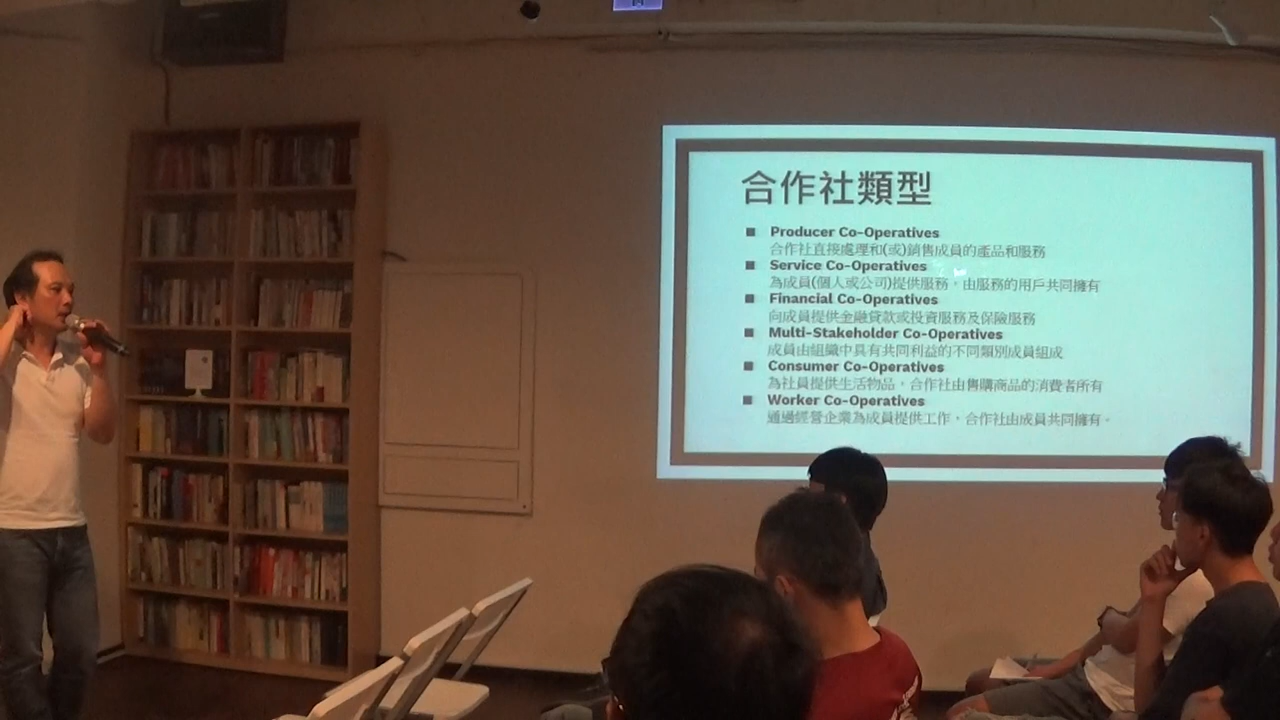 合作社類型
Producer Co-Operatives
合作社直接處理和(或)銷售成員的產品和服務
Service Co-Operatives
為成員(個人或公司)提供服務，由服務的用戶共同擁有
Financial Co-Operatives
向成員提供金融貸款或投資服務及保險服務
Multi-Stakeholder Co-Operatives
成員由組織中具有共同利益的不同類別成員組成
Consumer Co-Operatives
為社員提供生活物品，合作社由售購商品的消費者所有
Worker Co-Operatives
通過經營企業為成員提供工作，合作社由成員共同擁有。